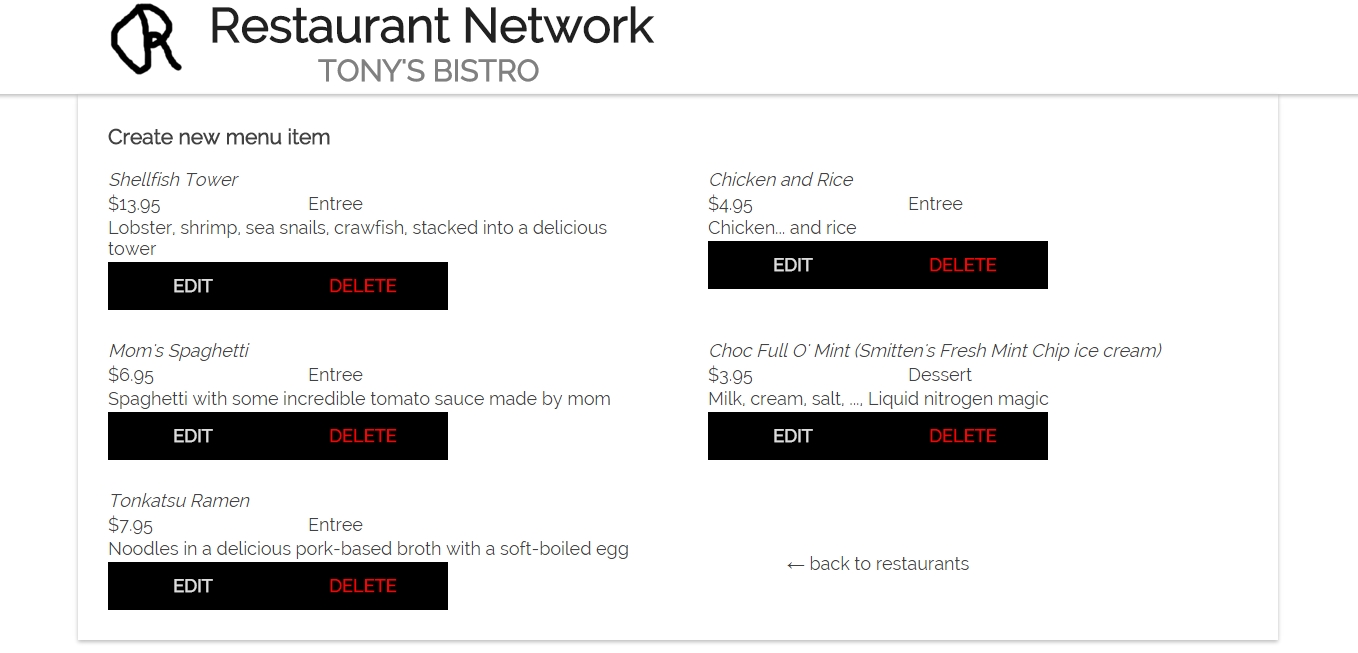 R
Restaurant Network
TONY'S BISTRO
Create new menu item
Shellfish Tower
$13.95 Entree
Lobster, shrimp, sea snails, crawfish, stacked into a delicious
tower
EDIT DELETE
Chicken and Rice
$4.95 Entree
Chicken... and rice
EDIT DELETE
Mom's Spaghetti
$6.95 Entree
Spaghetti with some incredible tomato sauce made by mom
EDIT DELETE
Choc Full O' Mint (Smitten's Fresh Mint Chip ice cream)
$3.95 Dessert
Milk, cream, salt, ..., Liquid nitrogen magic
EDIT DELETE
Tonkatsu Ramen
$7.95 Entree
Noodles in a delicious pork-based broth with a soft-boiled egg
EDIT DELETE
← back to restaurants